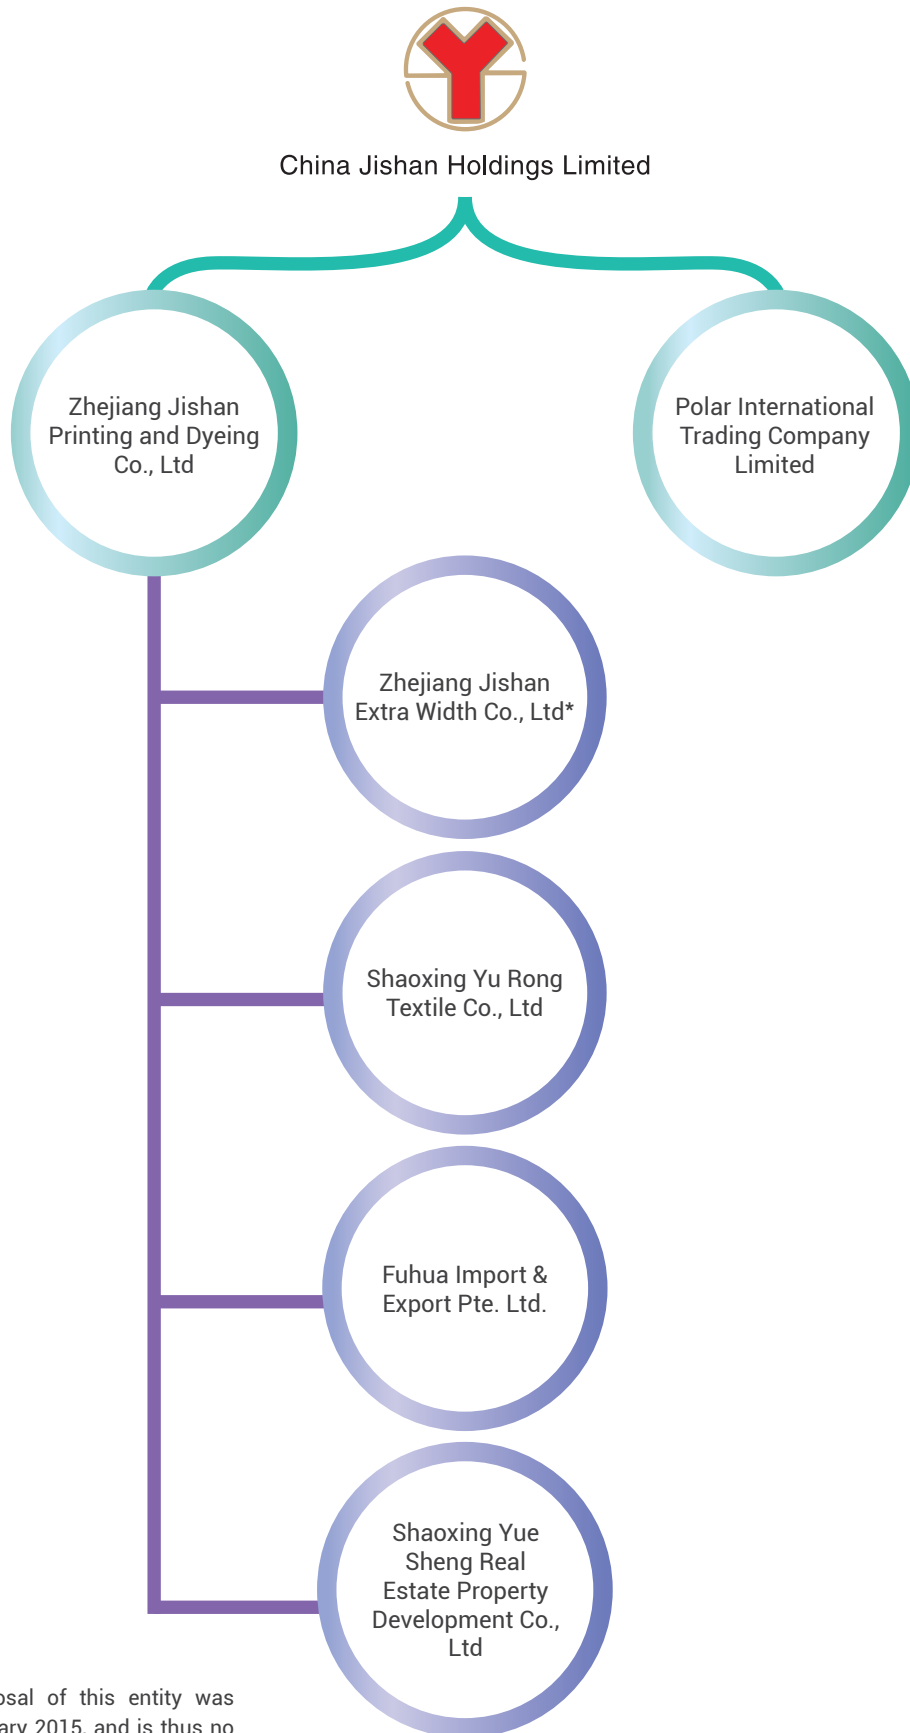 China Jishan Holdings Limited
Zhejiang Jishan
Printing and Dyeing
Co., Ltd
Polar International
Trading Company
Limited
Zhejiang Jishan
Extra Width Co., Ltd*
Shaoxing Yu Rong
Textile Co., Ltd
Fuhua Import &
Export Pte. Ltd.
Shaoxing Yue
Sheng Real
Estate Property
Development Co.,
Ltd
of this entity was
2015, and is thus no